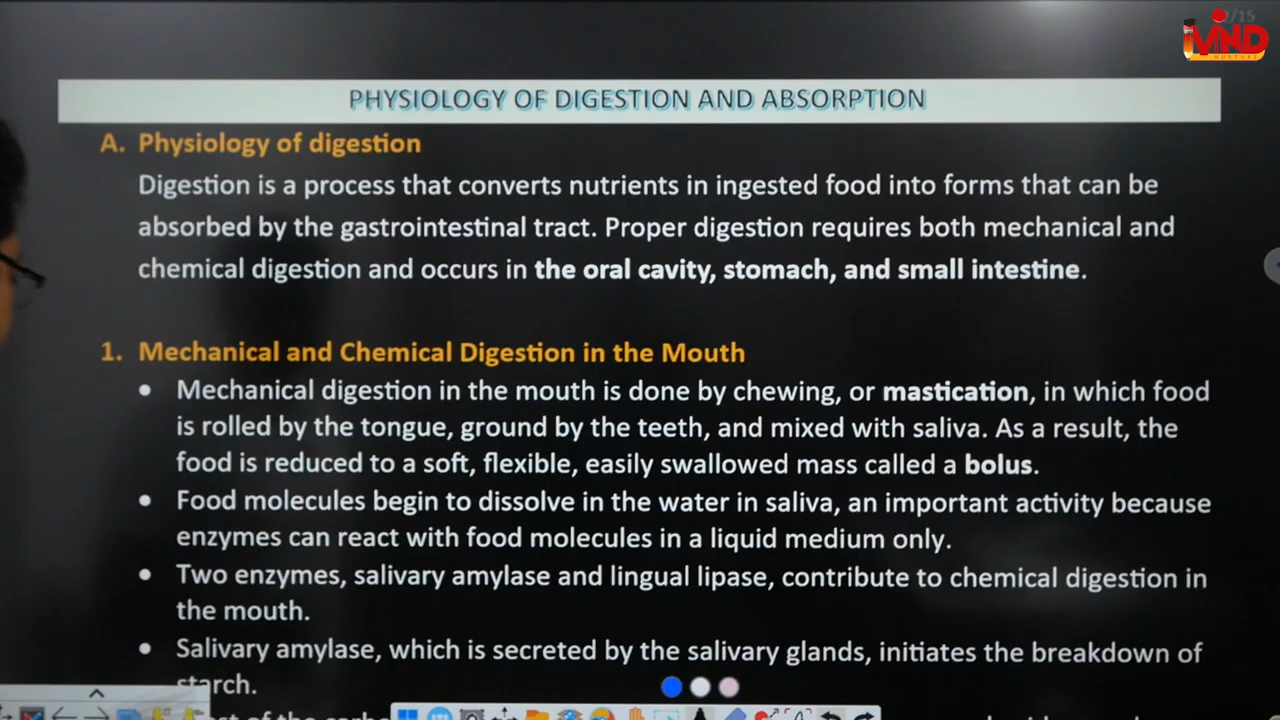 /15
MND
NURTURE
PHYSIOLOGY OF DIGESTION AND ABSORPTION
A. Physiology of digestion
Digestion is a process that converts nutrients in ingested food into forms that can be
absorbed by the gastrointestinal tract. Proper digestion requires both mechanical and
chemical digestion and occurs in the oral cavity, stomach, and small intestine.
1. Mechanical and Chemical Digestion in the Mouth
• Mechanical digestion in the mouth is done by chewing, or mastication, in which food
is rolled by the tongue, ground by the teeth, and mixed with saliva. As a result, the
food is reduced to a soft, flexible, easily swallowed mass called a bolus.
• Food molecules begin to dissolve in the water in saliva, an important activity because
enzymes can react with food molecules in a liquid medium only.
• Two enzymes, salivary amylase and lingual lipase, contribute to chemical digestion in
the mouth.
• Salivary amylase, which is secreted by the salivary glands, initiates the breakdown of
starch.